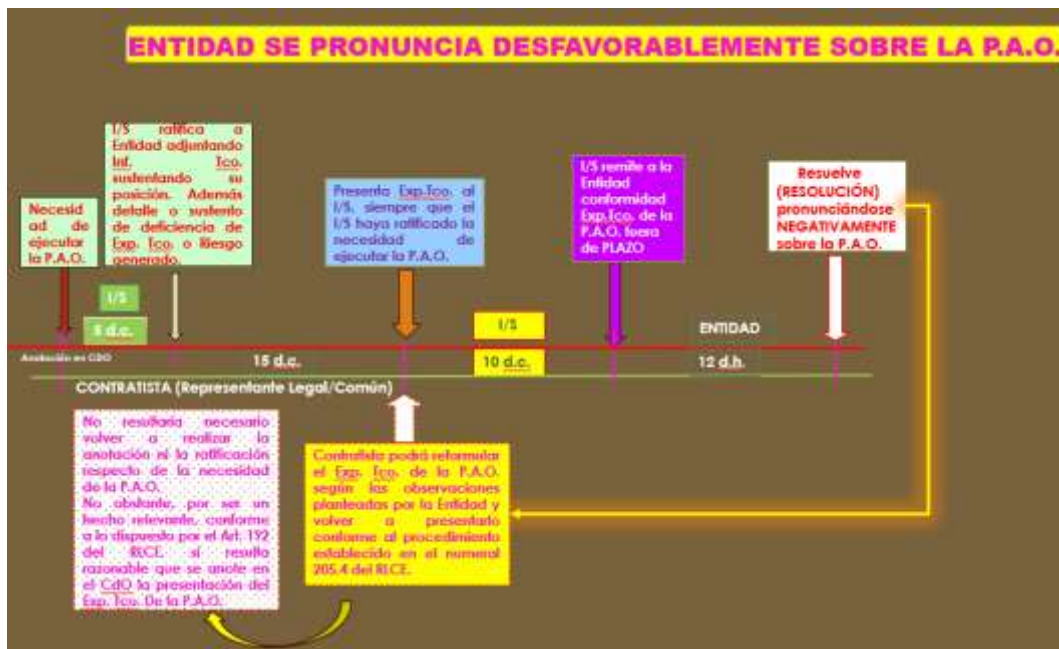 ENTIDAD SE PRONUNCIA DESFAVORABLEMENTE SOBRE LA P.A.O.
Necesid
ad de
ejecutar
la P.A.O.
I/S ratifica a
Entidad adjuntando
Inf. Tco.
sustentando su
posición. Además
detalle o sustento
de deficiencia de
Exp. Tco. o Riesgo
generado.
Presenta Exp.Tco. al
I/S, siempre que el
I/S haya ratificado la
necesidad de
ejecutar la P.A.O.
I/S remite a la
Entidad
conformidad
Exp.Tco. de la
P.A.O. fuera
de PLAZO
Resuelve
(RESOLUCIÓN)
pronunciándose
NEGATIVAMENTE
sobre la P.A.O.
I/S
5 d.c.
I/S
ENTIDAD
Anotación en CDO
15 d.c.
10 d.c.
12 d.h.
CONTRATISTA (Representante Legal/Común)
No resultaría necesario
volver a realizar la
anotación ni la ratificación
respecto de la necesidad
de la P.A.O.
No obstante, por ser un
hecho relevante, conforme
a lo dispuesto por el Art. 192
del RLCE, sí resulta
razonable que se anote en
el CdO la presentación del
Exp. Tco. De la P.A.O.
Contratista podrá reformular
el Exp. Tco. de la P.A.O.
según las observaciones
planteadas por la Entidad y
volver a presentarlo
conforme al procedimiento
establecido en el numeral
205.4 del RLCE.